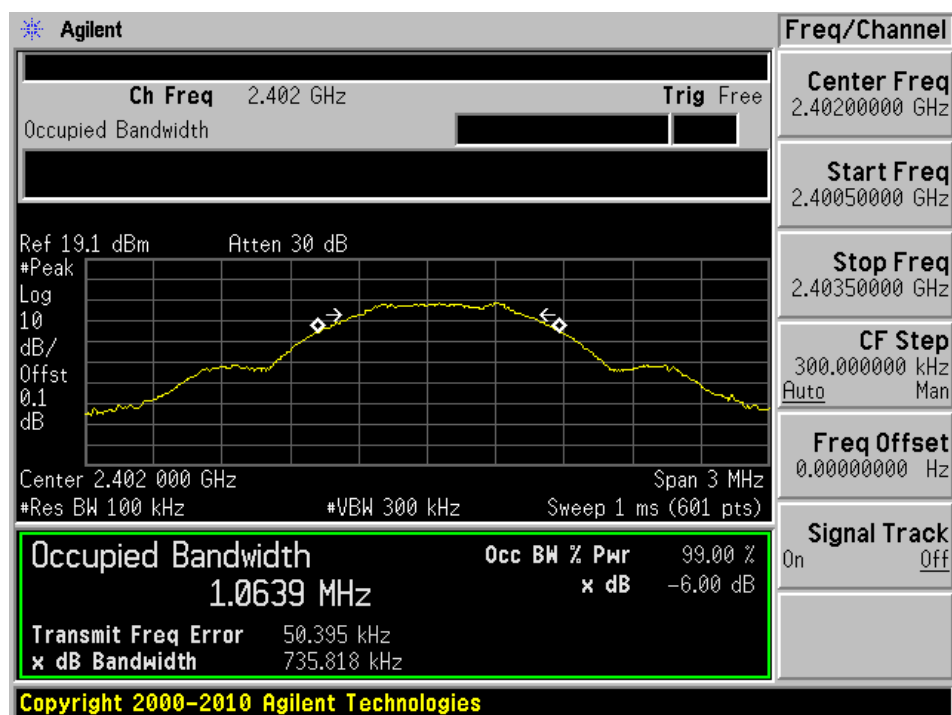 Agilent
Freq/Channel
Ch Freq 2.402 GHz Trig Free
Occupied Bandwidth
Center Freq
2.40200000 GHz
Start Freq
2.40050000 GHz
Stop Freq
2.40350000 GHz
CF Step
300.000000 kHz
Auto Man
Freq Offset
0.00000000 Hz
Signal Track
On Off
Ref 19.1 dBm Atten 30 dB
#Peak
Log
10
dB/
Offst
0.1
dB
Center 2.402 000 GHz Span 3 MHz
#Res BW 100 kHz #VBW 300 kHz Sweep 1 ms (601 pts)
Occupied Bandwidth
1.0639 MHz
Occ BW % Pwr 99.00 %
x dB -6.00 dB
Transmit Freq Error 50.395 kHz
x dB Bandwidth 735.818 kHz
Copyright 2000-2010 Agilent Technologies